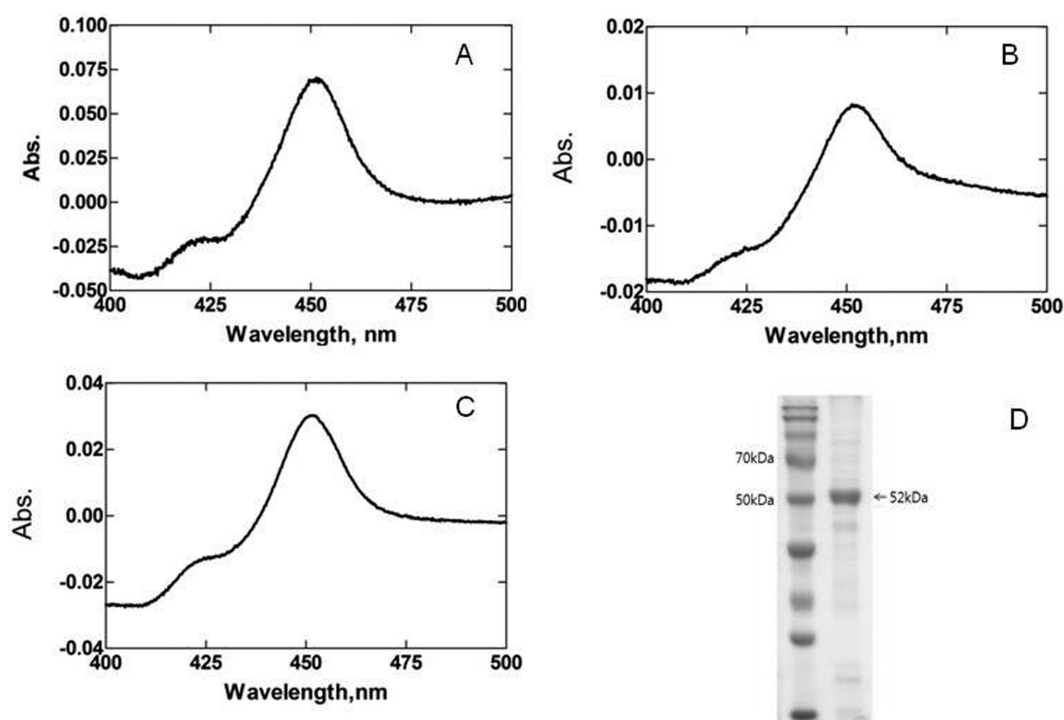 A
Abs.
0.100
0.075
0.050
0.025
0.000
-0.025
-0.050
400 425 450 475 500
Wavelength, nm
B
Abs.
0.02
0.01
0.00
-0.01
-0.02
400 425 450 475 500
Wavelength,nm
C
Abs.
0.04
0.02
0.00
-0.02
-0.04
400 425 450 475 500
Wavelength,nm
D
70kDa
50kDa
←52kDa